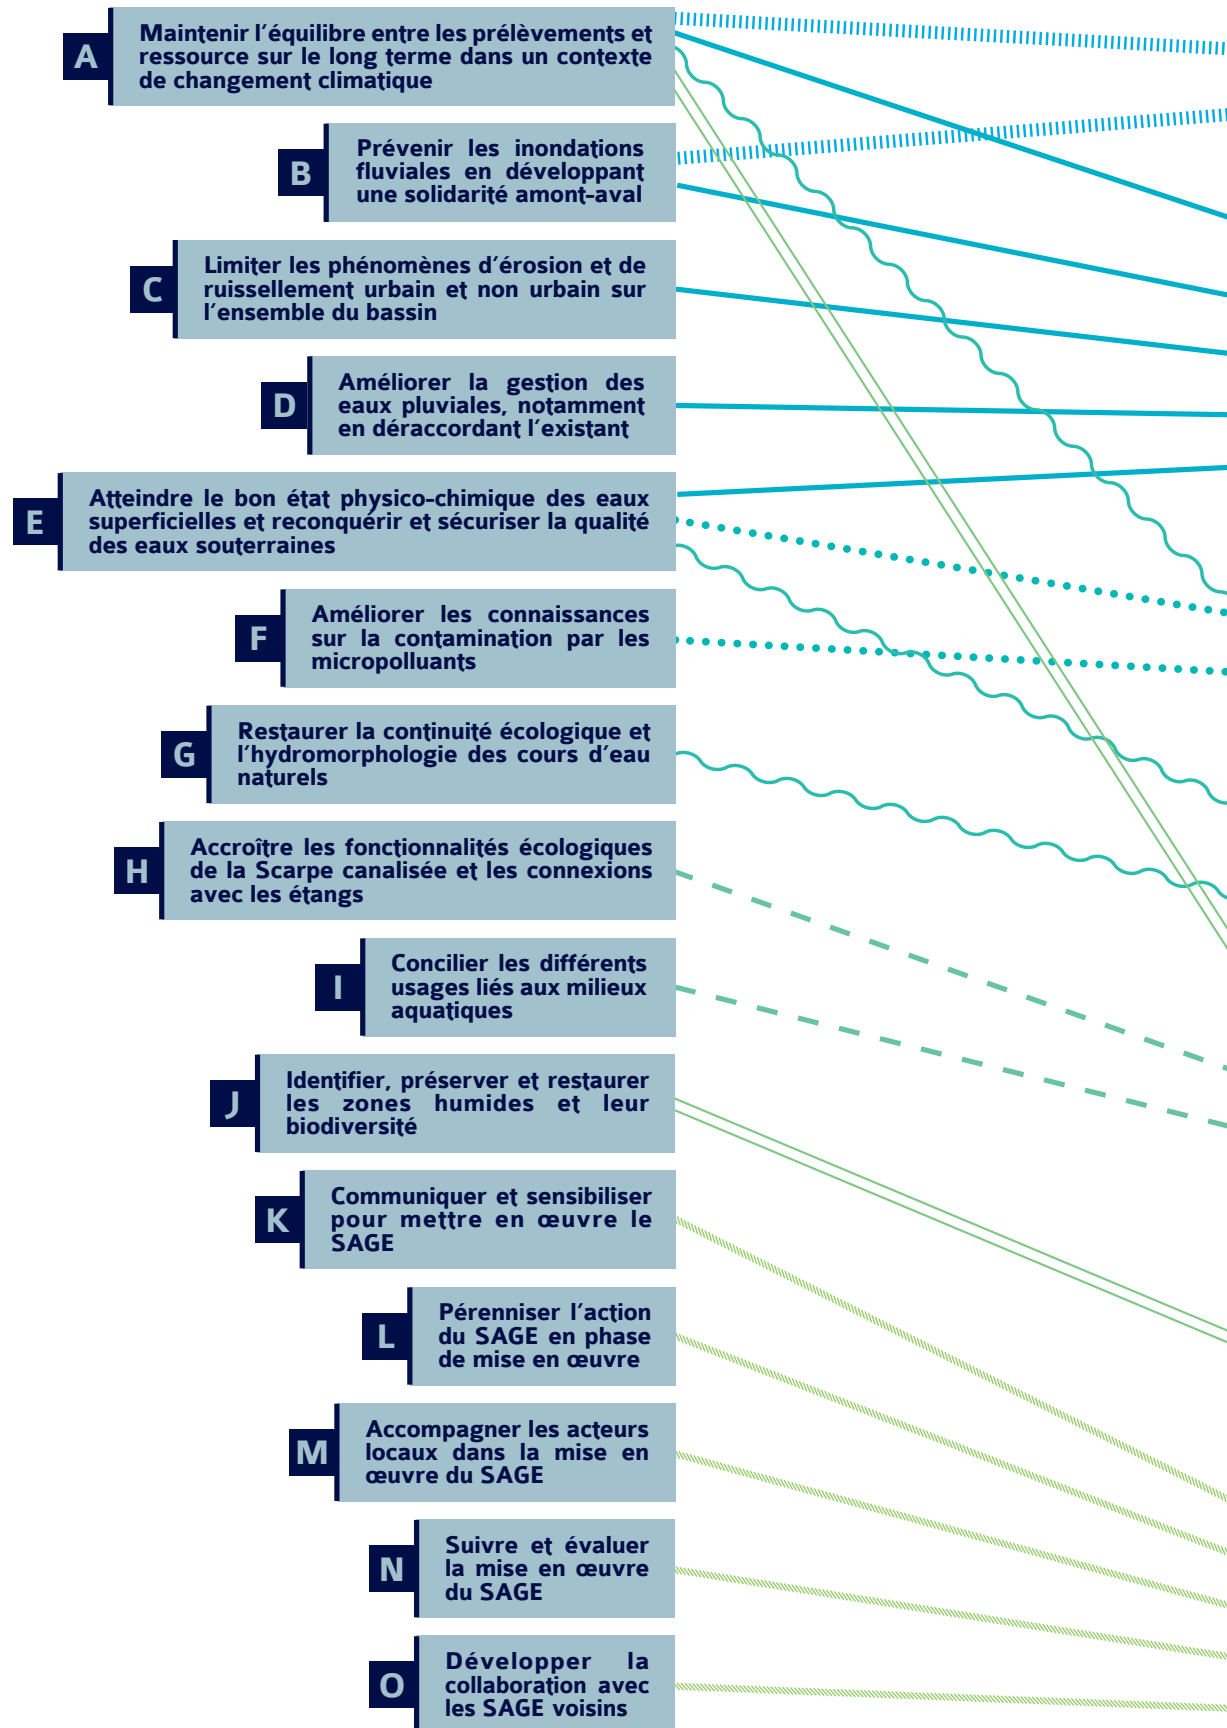 A
Maintenir l'équilibre entre les prélèvements et
ressource sur le long terme dans un contexte
de changement climatique
B
Prévenir les inondations
fluviales en développant
une solidarité amont-aval
C
Limiter les phénomènes d'érosion et de
ruissellement urbain et non urbain sur
l'ensemble du bassin
D
Améliorer la gestion des
eaux pluviales, notamment
en déraccordant l'existant
E
Atteindre le bon état physico-chimique des eaux
superficielles et reconquérir et sécuriser la qualité
des eaux souterraines
F
Améliorer les connaissances
sur la contamination par les
micropolluants
G
Restaurer la continuité écologique et
l'hydromorphologie des cours d'eau
naturels
H
Accroître les fonctionnalités écologiques
de la Scarpe canalisée et les connexions
avec les étangs
I
Concilier les différents
usages liés aux milieux
aquatiques
J
Identifier, préserver et restaurer
les zones humides et leur
biodiversité
K
Communiquer et sensibiliser
pour mettre en œuvre le
SAGE
L
Pérenniser l'action
du SAGE en phase
de mise en œuvre
M
Accompagner les acteurs
locaux dans la mise en
œuvre du SAGE
N
Suivre et évaluer
la mise en œuvre
du SAGE
O
Développer la
collaboration avec
les SAGE voisins